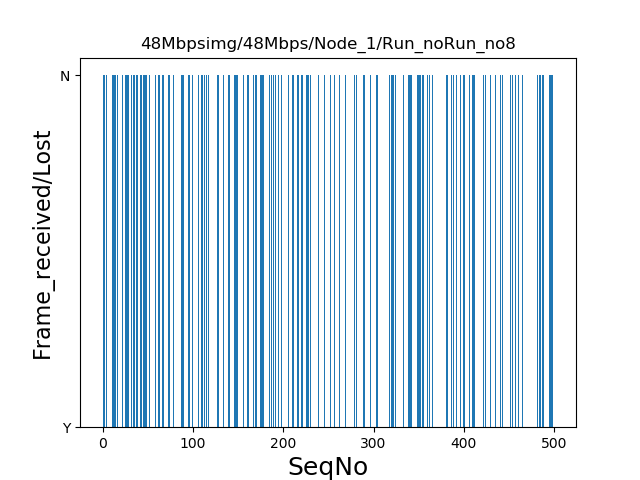 48Mbpsimg/48Mbps/Node_1/Run_noRun_no8
N
Frame_received/Lost
Y
0 100 200 300 400 500
SeqNo